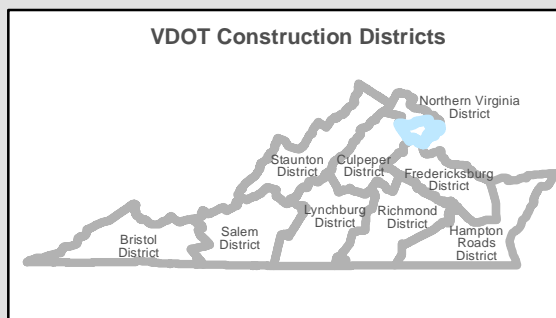 VDOT Construction Districts
Northern Virginia
District
Staunton
District
Culpeper
District
Fredericksburg
District
Lynchburg
District
Richmond
District
Hampton
Roads
District
Salem
District
Bristol
District